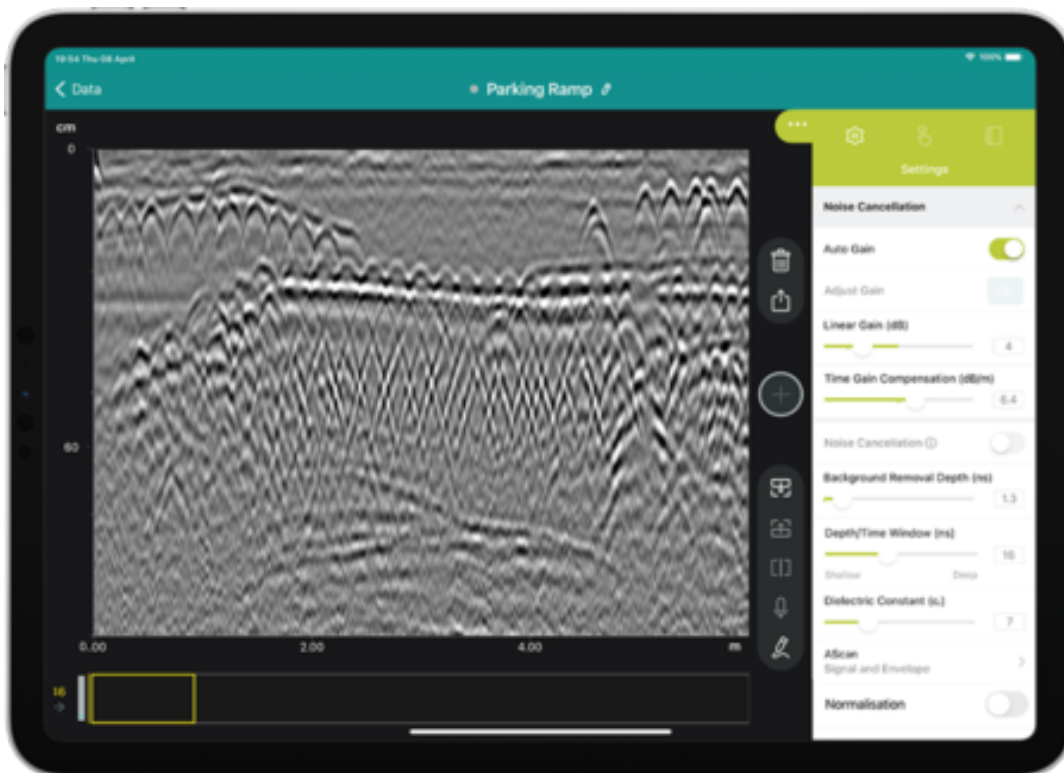 19:54 Thu 08 April
100%
Data
Parking Ramp
cm
0
60
0.00
2.00
4.00
m
16
Settings
Noise Cancellation
Auto Gain
Adjust Gain
Linear Gain (dB)
4
Time Gain Compensation (dB/m)
6.4
Noise Cancellation
Background Removal Depth (ns)
1.3
Depth/Time Window (ns)
16
Shallow
Deep
Dielectric Constant (εᵣ)
7
AScan
Signal and Envelope
Normalisation